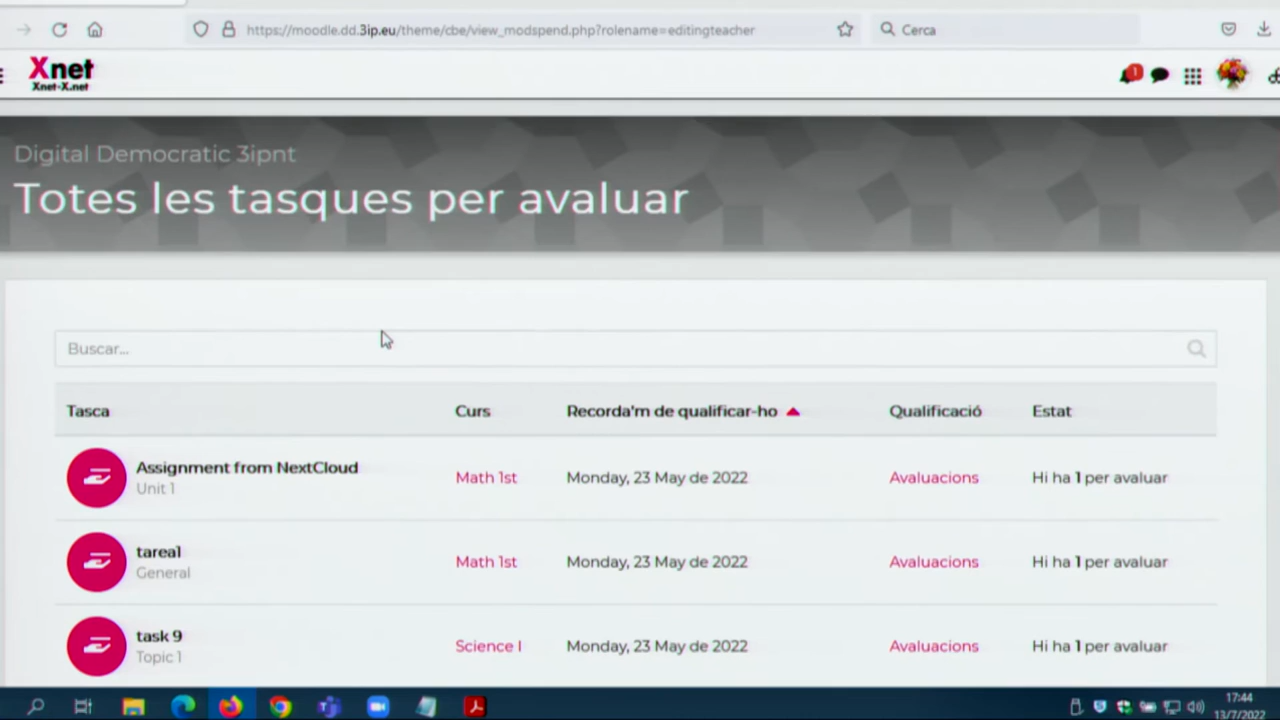 https://moodle.dd.3ip.eu/theme/cbe/view_modspend.php?rolename=editingteacher
Cerca
Xnet
Xnet-X.net
1
Digital Democratic 3ipnt
Totes les tasques per avaluar
Buscar...
Tasca Curs Recorda'm de qualificar-ho Qualificació Estat
Assignment from NextCloud
Unit 1
Math 1st Monday, 23 May de 2022 Avaluacions Hi ha 1 per avaluar
tarea1
General
Math 1st Monday, 23 May de 2022 Avaluacions Hi ha 1 per avaluar
task 9
Topic 1
Science I Monday, 23 May de 2022 Avaluacions Hi ha 1 per avaluar
17:44
13/7/2022